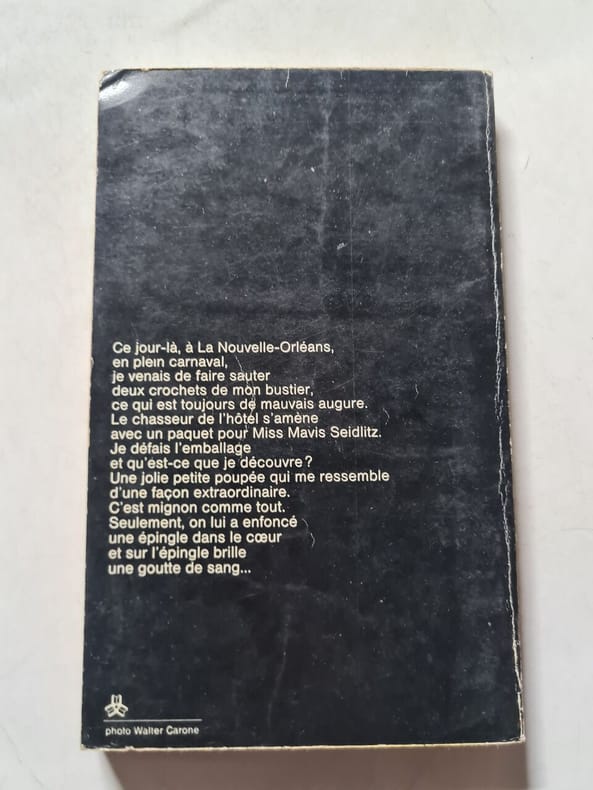 Ce jour-là, à La Nouvelle-Orléans,
en plein carnaval,
je venais de faire sauter
deux crochets de mon bustier,
ce qui est toujours de mauvais augure.
Le chasseur de l'hôtel s'amène
avec un paquet pour Miss Mavis Seidlitz.
Je défais l'emballage
et qu'est-ce que je découvre ?
Une jolie petite poupée qui me ressemble
d'une façon extraordinaire.
C'est mignon comme tout.
Seulement, on lui a enfoncé
une épingle dans le cœur
et sur l'épingle brille
une goutte de sang...
photo Walter Carone